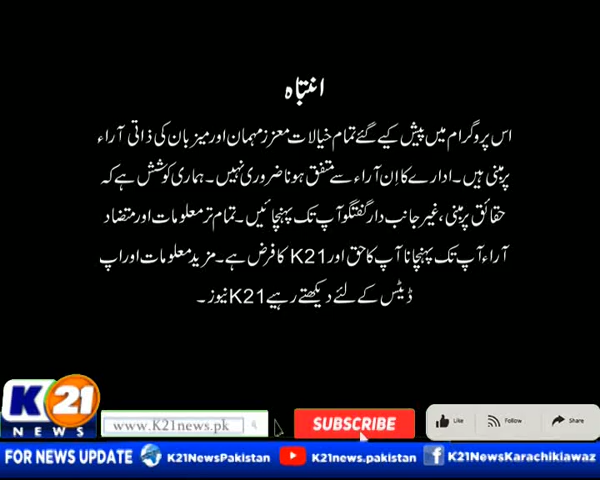 انتباہ
اس پروگرام میں پیش کیے گئے تمام خیالات معزز مہمان اور میزبان کی ذاتی آراء
پر مبنی ہیں۔ ادارے کا اِن آراء سے متفق ہونا ضروری نہیں۔ ہماری کوشش ہے کہ
حقائق پر مبنی، غیر جانب دار گفتگو آپ تک پہنچائیں۔ تمام تر معلومات اور متضاد
آراء آپ تک پہنچانا آپ کا حق اور K21 کا فرض ہے۔ مزید معلومات اور اپ
ڈیٹس کے لئے دیکھتے رہیے K21 نیوز۔
K21
NEWS
www.K21news.pk
SUBSCRIBE
Like
Follow
Share
FOR NEWS UPDATE
K21NewsPakistan
K21news.pakistan
K21NewsKarachikiawaz